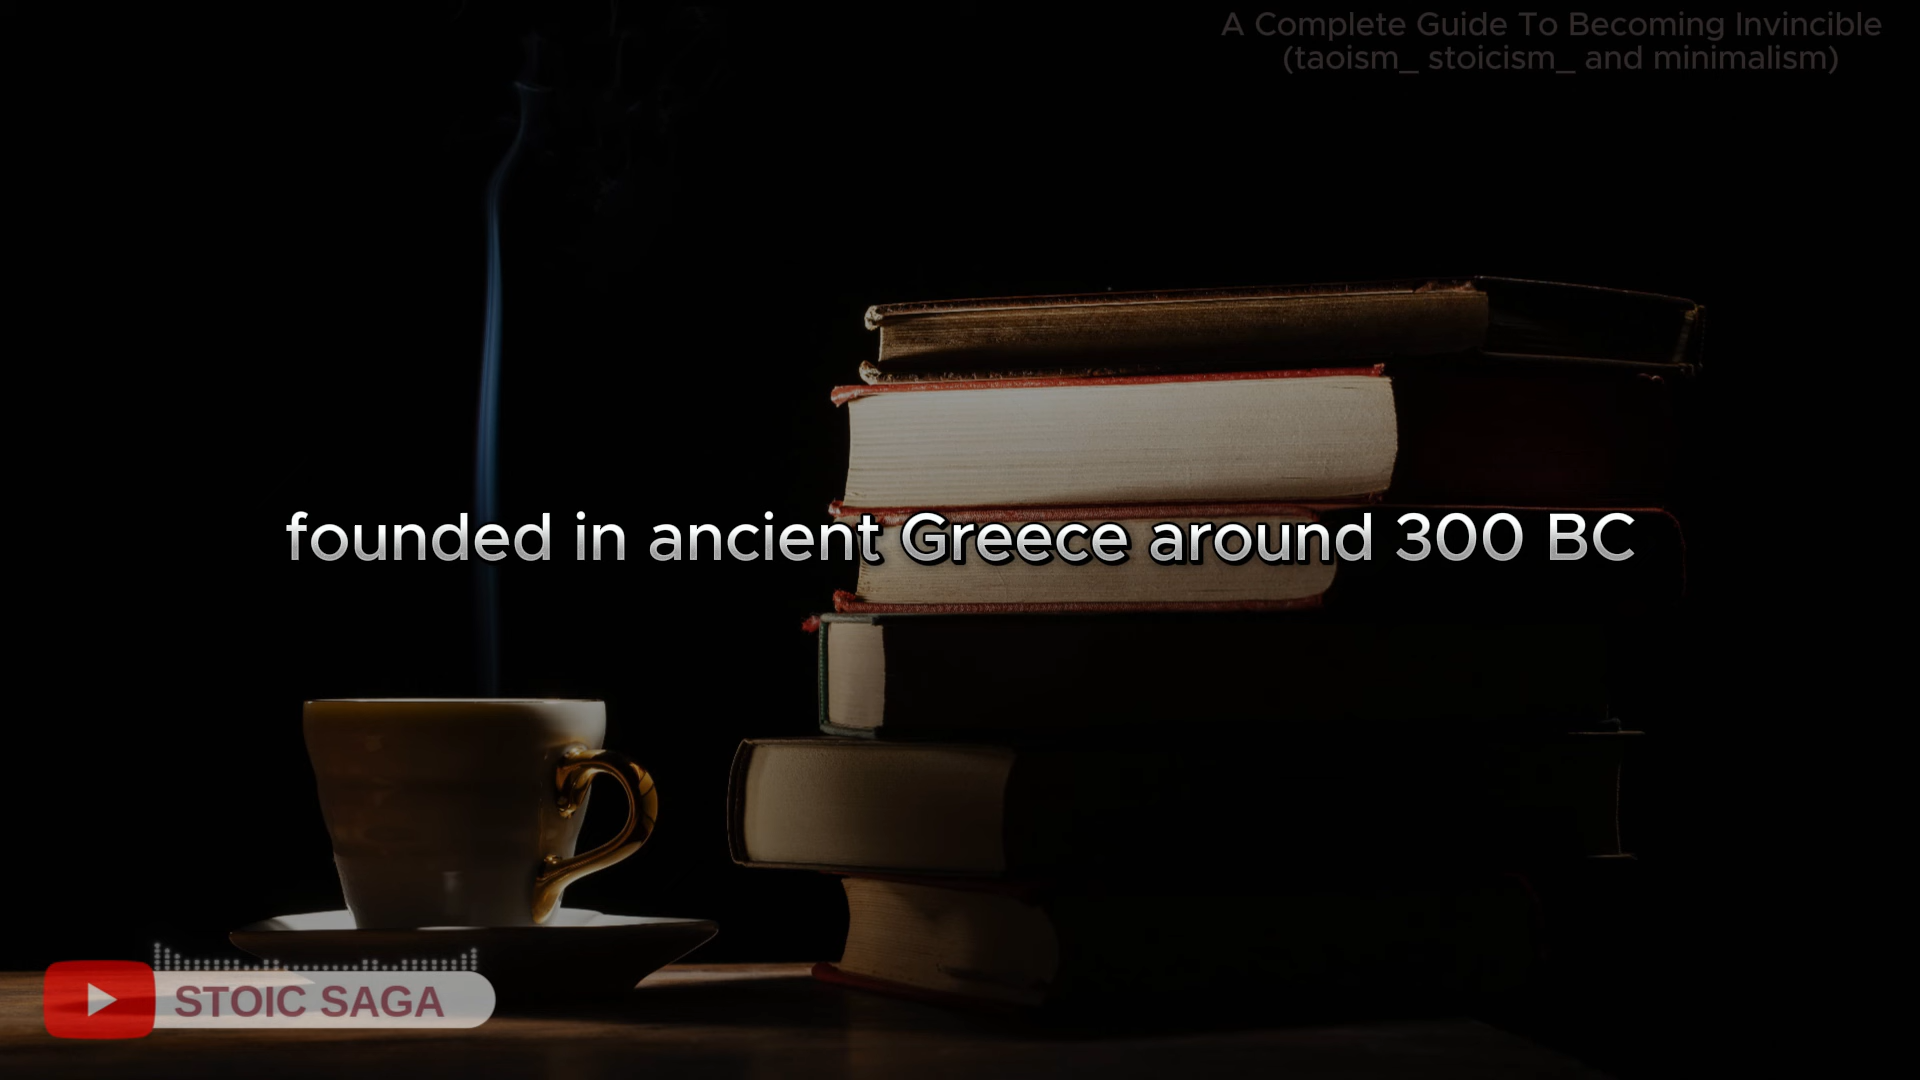 A Complete Guide To Becoming Invincible
(taoism_ stoicism_ and minimalism)
founded in ancient Greece around 300 BC
STOIC SAGA